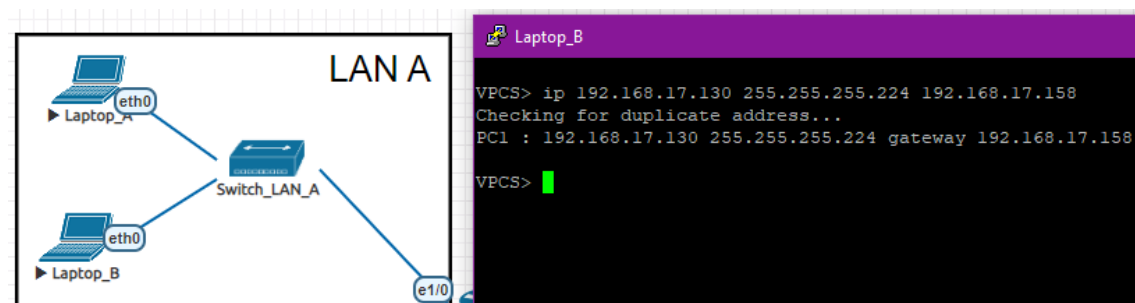 LAN A
eth0
Laptop_A
Switch_LAN_A
eth0
Laptop_B
e1/0
Laptop_B
VPCS> ip 192.168.17.130 255.255.255.224 192.168.17.158
Checking for duplicate address...
PC1 : 192.168.17.130 255.255.255.224 gateway 192.168.17.158
VPCS>